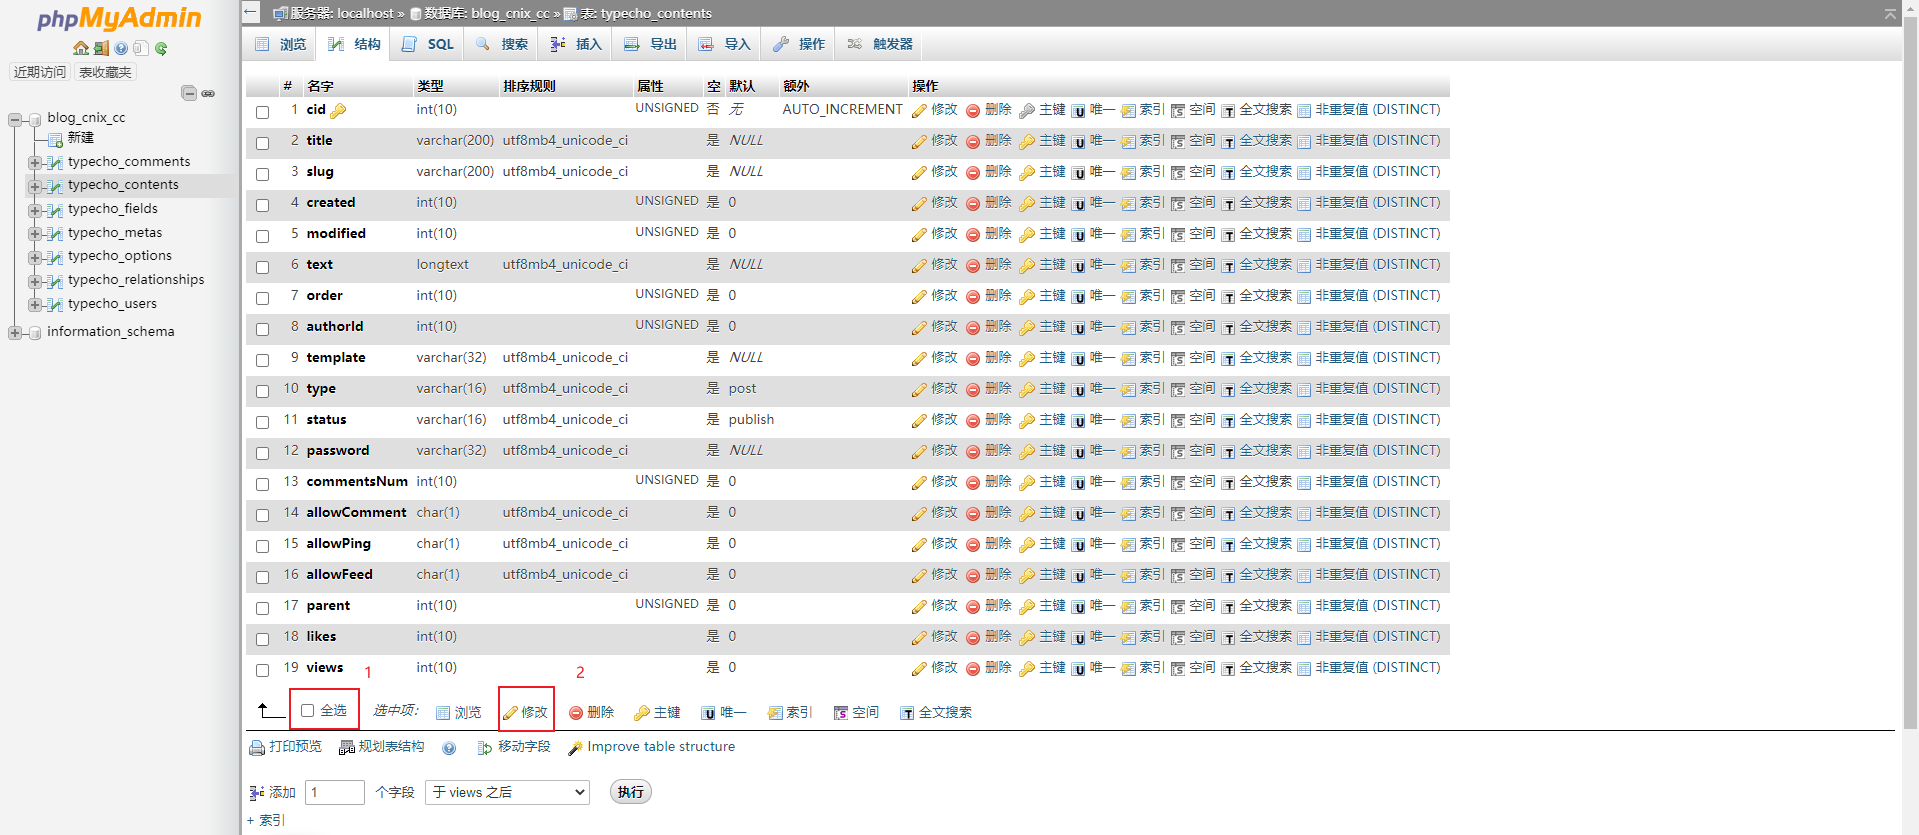 phpMyAdmin
近期访问 表收藏夹
blog_cnix_cc
新建
typecho_comments
typecho_contents
typecho_fields
typecho_metas
typecho_options
typecho_relationships
typecho_users
information_schema
服务器: localhost » 数据库: blog_cnix_cc » 表: typecho_contents
浏览 结构 SQL 搜索 插入 导出 导入 操作 触发器
# 名字 类型 排序规则 属性 空 默认 额外 操作
1 cid int(10) UNSIGNED 否 无 AUTO_INCREMENT 修改 删除 主键 U 唯一 索引 S 空间 T 全文搜索 非重复值 (DISTINCT)
2 title varchar(200) utf8mb4_unicode_ci 是 NULL 修改 删除 主键 U 唯一 索引 S 空间 T 全文搜索 非重复值 (DISTINCT)
3 slug varchar(200) utf8mb4_unicode_ci 是 NULL 修改 删除 主键 U 唯一 索引 S 空间 T 全文搜索 非重复值 (DISTINCT)
4 created int(10) UNSIGNED 是 0 修改 删除 主键 U 唯一 索引 S 空间 T 全文搜索 非重复值 (DISTINCT)
5 modified int(10) UNSIGNED 是 0 修改 删除 主键 U 唯一 索引 S 空间 T 全文搜索 非重复值 (DISTINCT)
6 text longtext utf8mb4_unicode_ci 是 NULL 修改 删除 主键 U 唯一 索引 S 空间 T 全文搜索 非重复值 (DISTINCT)
7 order int(10) UNSIGNED 是 0 修改 删除 主键 U 唯一 索引 S 空间 T 全文搜索 非重复值 (DISTINCT)
8 authorId int(10) UNSIGNED 是 0 修改 删除 主键 U 唯一 索引 S 空间 T 全文搜索 非重复值 (DISTINCT)
9 template varchar(32) utf8mb4_unicode_ci 是 NULL 修改 删除 主键 U 唯一 索引 S 空间 T 全文搜索 非重复值 (DISTINCT)
10 type varchar(16) utf8mb4_unicode_ci 是 post 修改 删除 主键 U 唯一 索引 S 空间 T 全文搜索 非重复值 (DISTINCT)
11 status varchar(16) utf8mb4_unicode_ci 是 publish 修改 删除 主键 U 唯一 索引 S 空间 T 全文搜索 非重复值 (DISTINCT)
12 password varchar(32) utf8mb4_unicode_ci 是 NULL 修改 删除 主键 U 唯一 索引 S 空间 T 全文搜索 非重复值 (DISTINCT)
13 commentsNum int(10) UNSIGNED 是 0 修改 删除 主键 U 唯一 索引 S 空间 T 全文搜索 非重复值 (DISTINCT)
14 allowComment char(1) utf8mb4_unicode_ci 是 0 修改 删除 主键 U 唯一 索引 S 空间 T 全文搜索 非重复值 (DISTINCT)
15 allowPing char(1) utf8mb4_unicode_ci 是 0 修改 删除 主键 U 唯一 索引 S 空间 T 全文搜索 非重复值 (DISTINCT)
16 allowFeed char(1) utf8mb4_unicode_ci 是 0 修改 删除 主键 U 唯一 索引 S 空间 T 全文搜索 非重复值 (DISTINCT)
17 parent int(10) UNSIGNED 是 0 修改 删除 主键 U 唯一 索引 S 空间 T 全文搜索 非重复值 (DISTINCT)
18 likes int(10) 是 0 修改 删除 主键 U 唯一 索引 S 空间 T 全文搜索 非重复值 (DISTINCT)
19 views int(10) 是 0 修改 删除 主键 U 唯一 索引 S 空间 T 全文搜索 非重复值 (DISTINCT)
1 2
全选 选中项: 浏览 修改 删除 主键 U 唯一 索引 S 空间 T 全文搜索
打印预览 规划表结构 移动字段 Improve table structure
添加 1 个字段 于 views 之后 执行
+ 索引